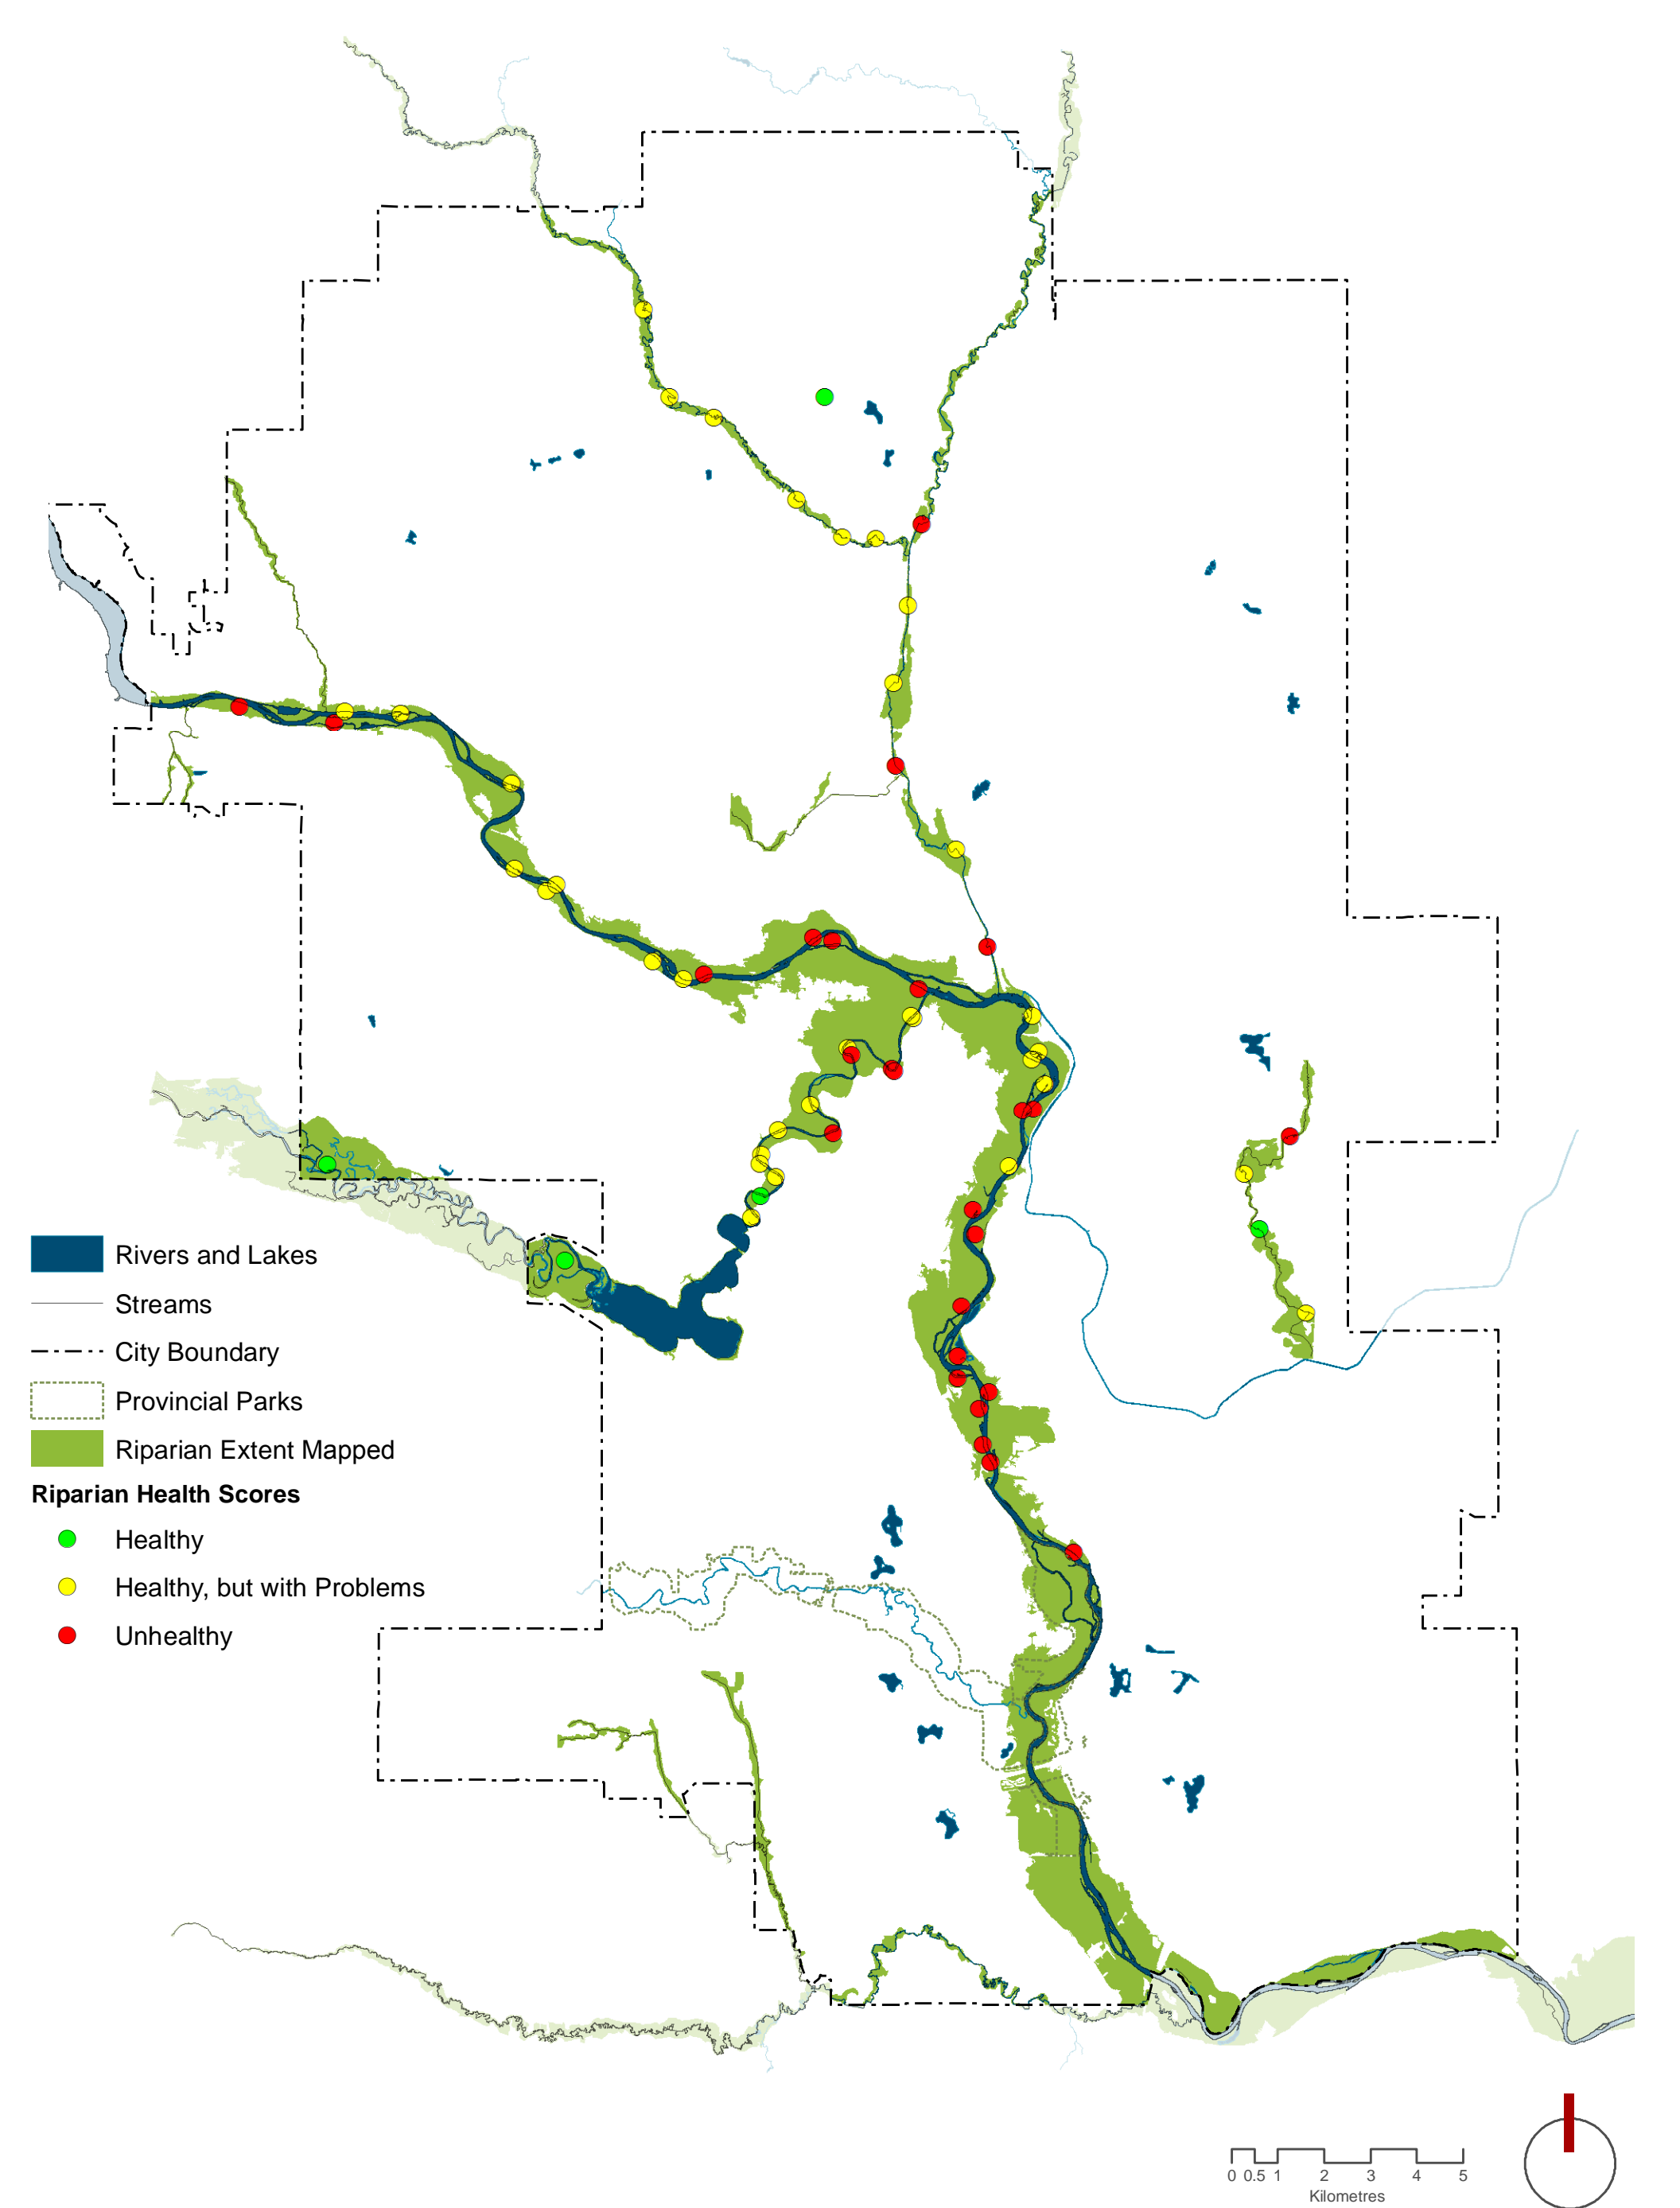 Rivers and Lakes
Streams
City Boundary
Provincial Parks
Riparian Extent Mapped
Riparian Health Scores
Healthy
Healthy, but with Problems
Unhealthy
0 0.5 1 2 3 4 5
Kilometres